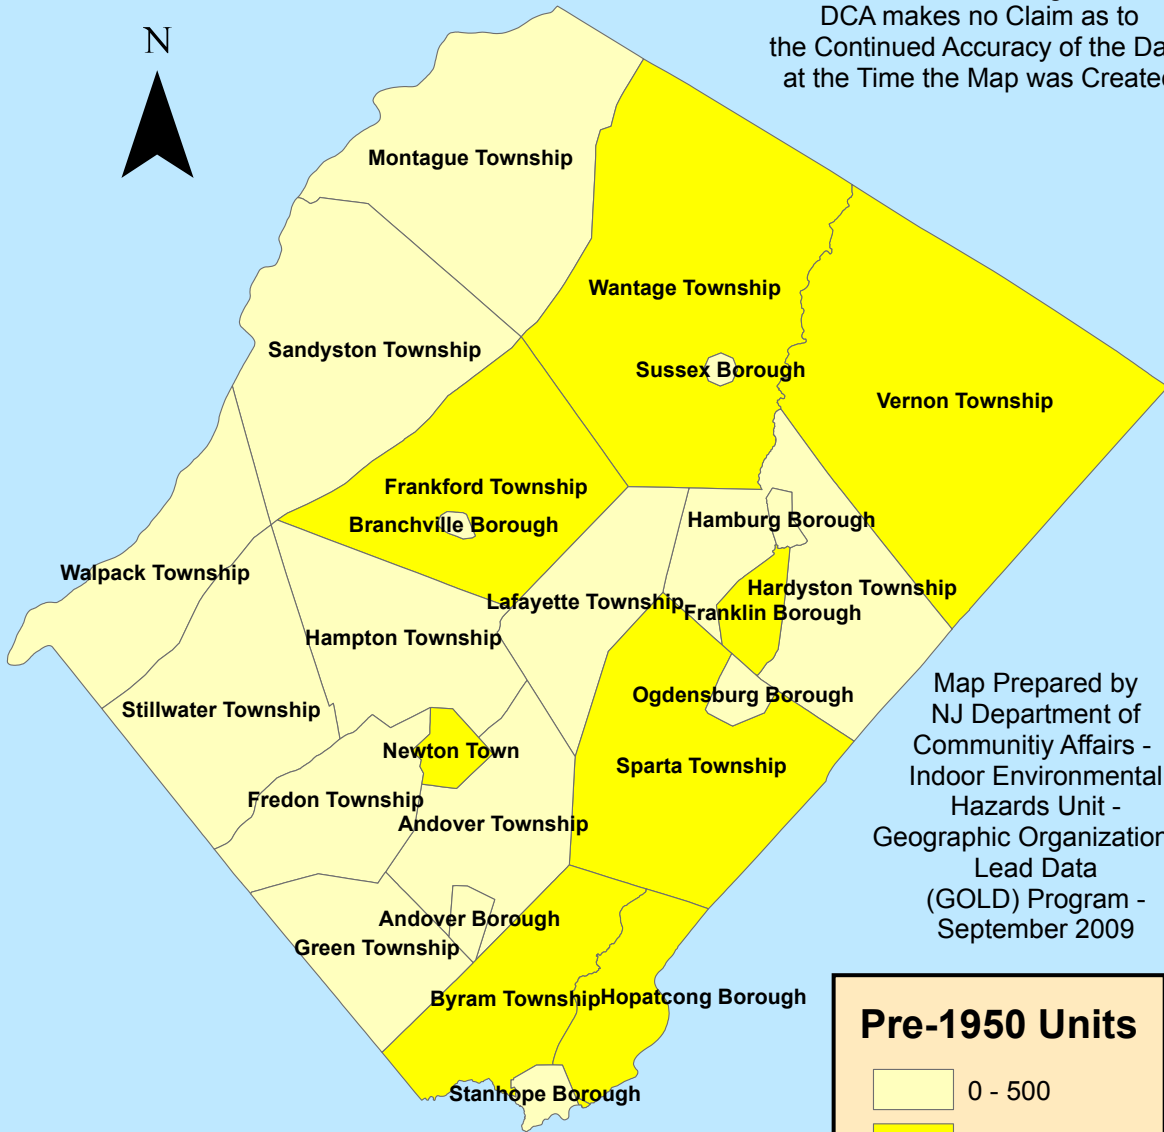 DCA makes no Claim as to
the Continued Accuracy of the Da
at the Time the Map was Created
N
Montague Township
Wantage Township
Sandyston Township
Sussex Borough
Vernon Township
Frankford Township
Branchville Borough
Hamburg Borough
Walpack Township
Hardyston Township
Lafayette Township
Franklin Borough
Hampton Township
Ogdensburg Borough
Stillwater Township
Newton Town
Sparta Township
Fredon Township
Andover Township
Andover Borough
Green Township
Byram Township
Hopatcong Borough
Stanhope Borough
Map Prepared by
NJ Department of
Communitiy Affairs -
Indoor Environmental
Hazards Unit -
Geographic Organization
Lead Data
(GOLD) Program -
September 2009
Pre-1950 Units
0 - 500